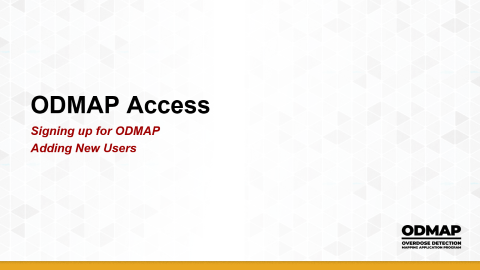 ODMAP Access
Signing up for ODMAP
Adding New Users
ODMAP
OVERDOSE DETECTION
MAPPING APPLICATION PROGRAM